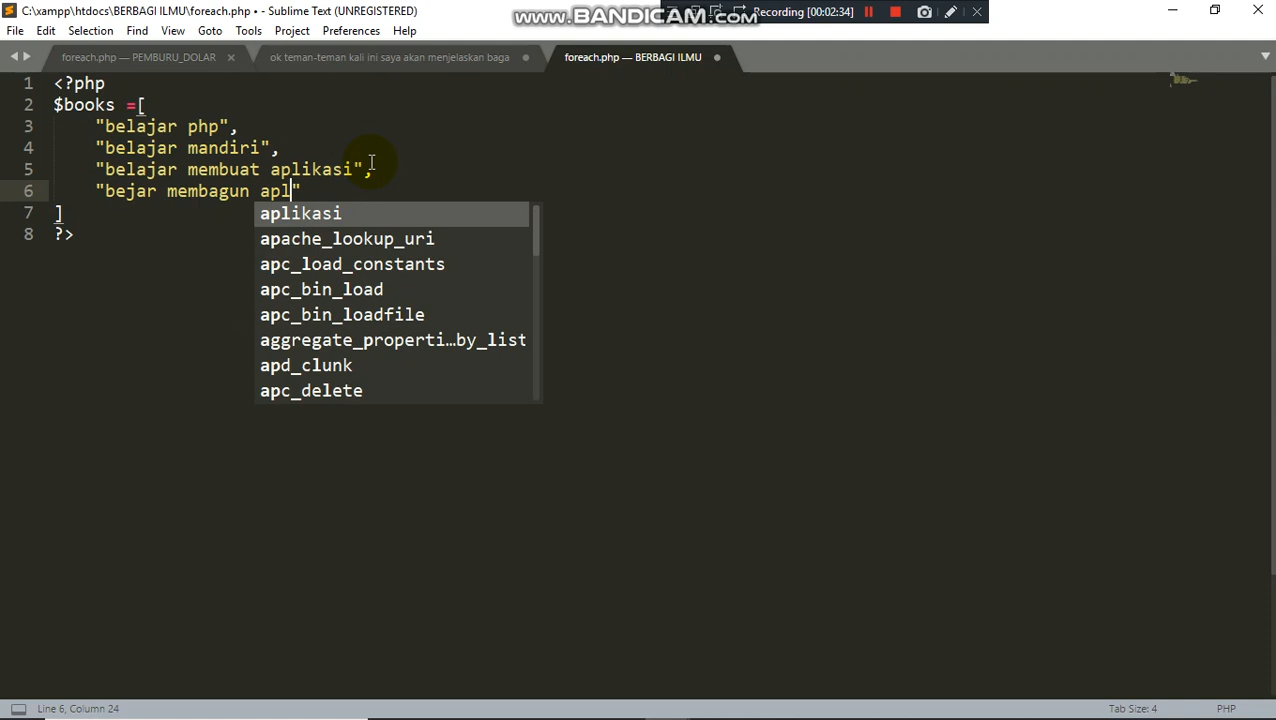 C:\xampp\htdocs\BERBAGI ILMU\foreach.php • - Sublime Text (UNREGISTERED)
www.BANDICAM.com
Recording [00:02:34]
File Edit Selection Find View Goto Tools Project Preferences Help
foreach.php — PEMBURU_DOLAR
ok teman-teman kali ini saya akan menjelaskan baga
foreach.php — BERBAGI ILMU
1 <?php
2 $books =[
3 "belajar php",
4 "belajar mandiri",
5 "belajar membuat aplikasi",
6 "bejar membagun apl"
7 ]
8 ?>
aplikasi
apache_lookup_uri
apc_load_constants
apc_bin_load
apc_bin_loadfile
aggregate_properti…by_list
apd_clunk
apc_delete
Line 6, Column 24
Tab Size: 4
PHP